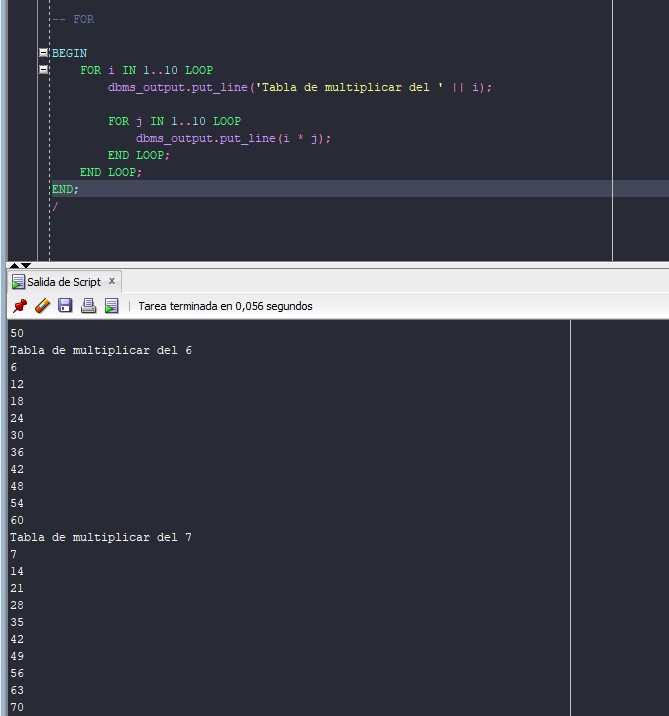 -- FOR
BEGIN
FOR i IN 1..10 LOOP
dbms_output.put_line('Tabla de multiplicar del ' || i);
FOR j IN 1..10 LOOP
dbms_output.put_line(i * j);
END LOOP;
END LOOP;
END;
/
Salida de Script x
Tarea terminada en 0,056 segundos
50
Tabla de multiplicar del 6
6
12
18
24
30
36
42
48
54
60
Tabla de multiplicar del 7
7
14
21
28
35
42
49
56
63
70